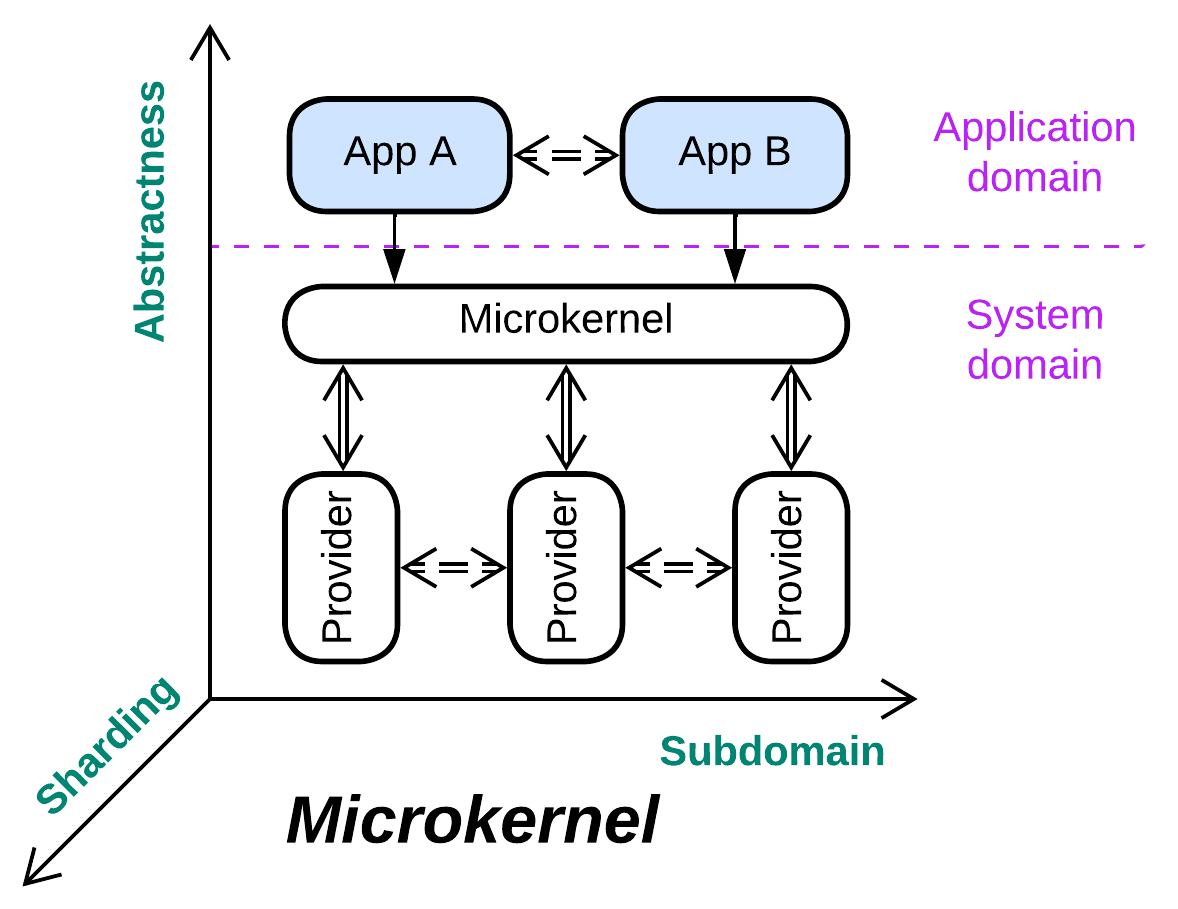 Abstractness
App A
App B
Application
domain
Microkernel
System
domain
Provider
Provider
Provider
Sharding
Subdomain
Microkernel